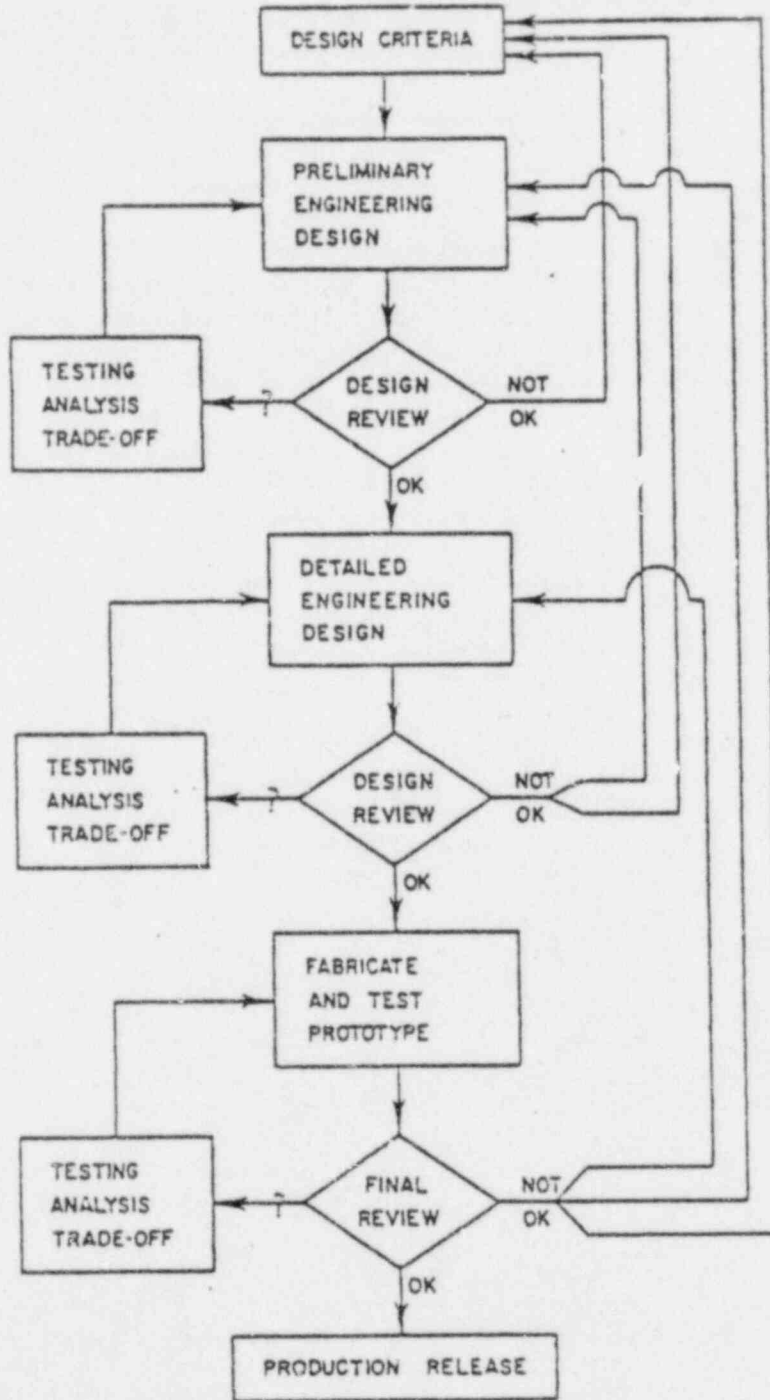 DESIGN CRITERIA
PRELIMINARY
ENGINEERING
DESIGN
TESTING
ANALYSIS
TRADE-OFF
?
DESIGN
REVIEW
NOT
OK
OK
DETAILED
ENGINEERING
DESIGN
TESTING
ANALYSIS
TRADE-OFF
?
DESIGN
REVIEW
NOT
OK
OK
FABRICATE
AND TEST
PROTOTYPE
TESTING
ANALYSIS
TRADE-OFF
?
FINAL
REVIEW
NOT
OK
OK
PRODUCTION RELEASE